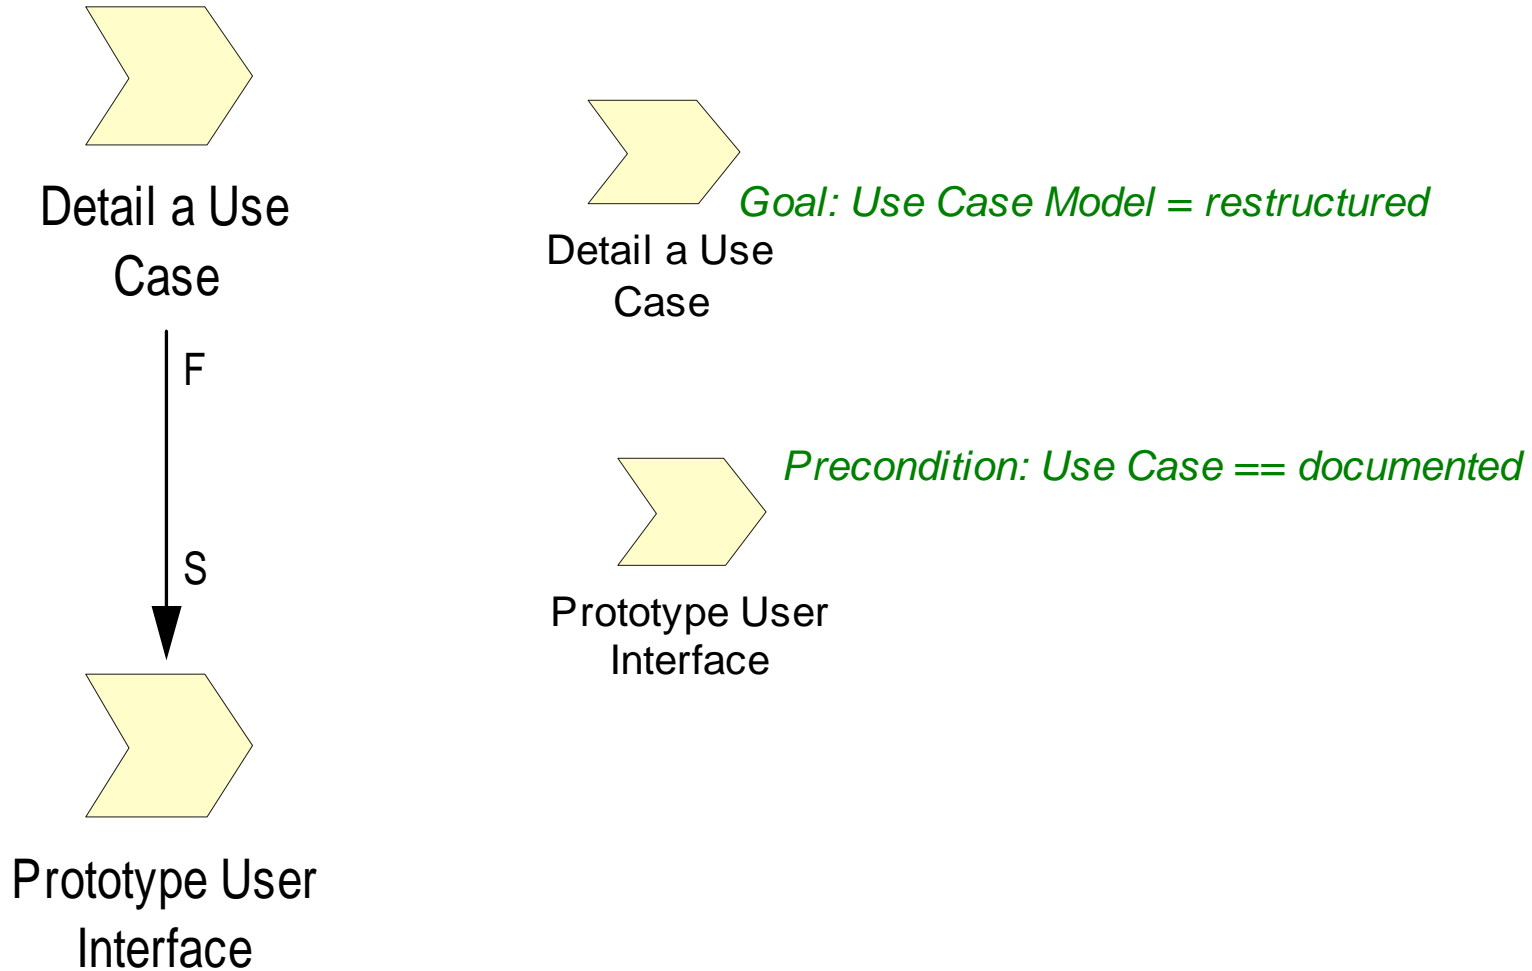 Detail a Use
Case
F
S
Prototype User
Interface
Goal: Use Case Model = restructured
Detail a Use
Case
Precondition: Use Case == documented
Prototype User
Interface